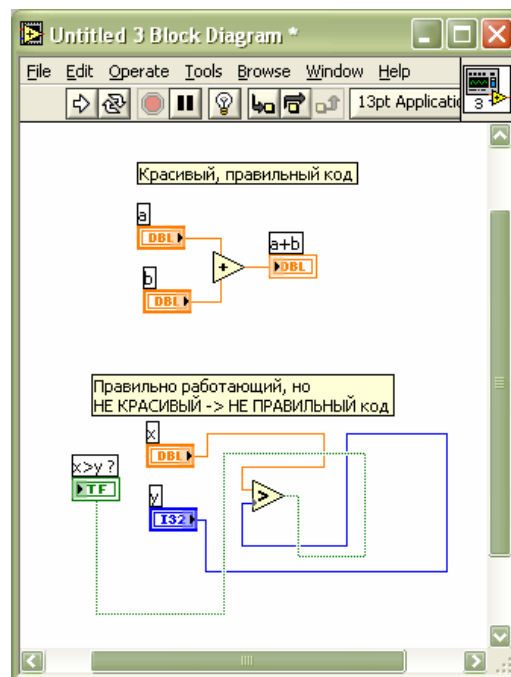 Untitled 3 Block Diagram *
File Edit Operate Tools Browse Window Help
13pt Applicatio
3
Красивый, правильный код
a
DBL
a+b
DBL
+
b
DBL
Правильно работающий, но
НЕ КРАСИВЫЙ -> НЕ ПРАВИЛЬНЫЙ код
x
DBL
x>y ?
TF
>
y
I32